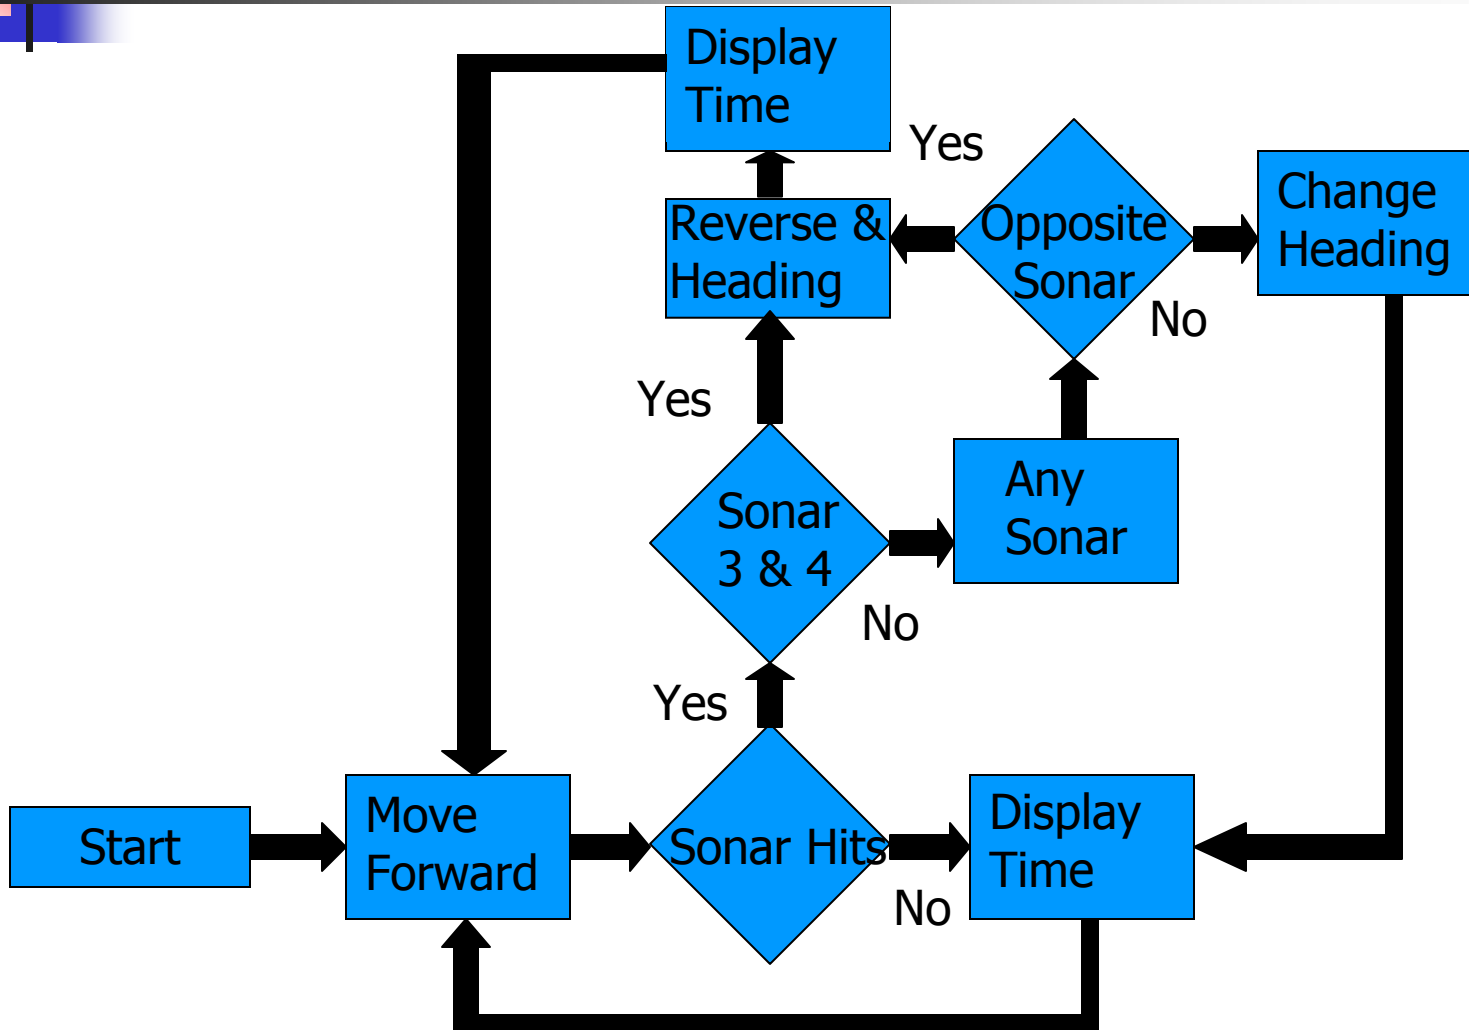 Display
Time
Yes
Change
Heading
Reverse &
Heading
Opposite
Sonar
No
Yes
Any
Sonar
Sonar
3 & 4
No
Yes
Start
Move
Forward
Sonar Hits
Display
Time
No